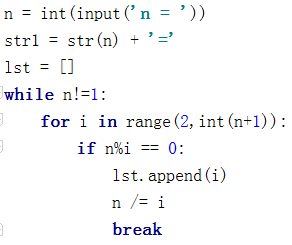 n = int(input('n = '))
str1 = str(n) + '='
lst = []
while n!=1:
    for i in range(2,int(n+1)):
        if n%i == 0:
            lst.append(i)
            n /= i
            break